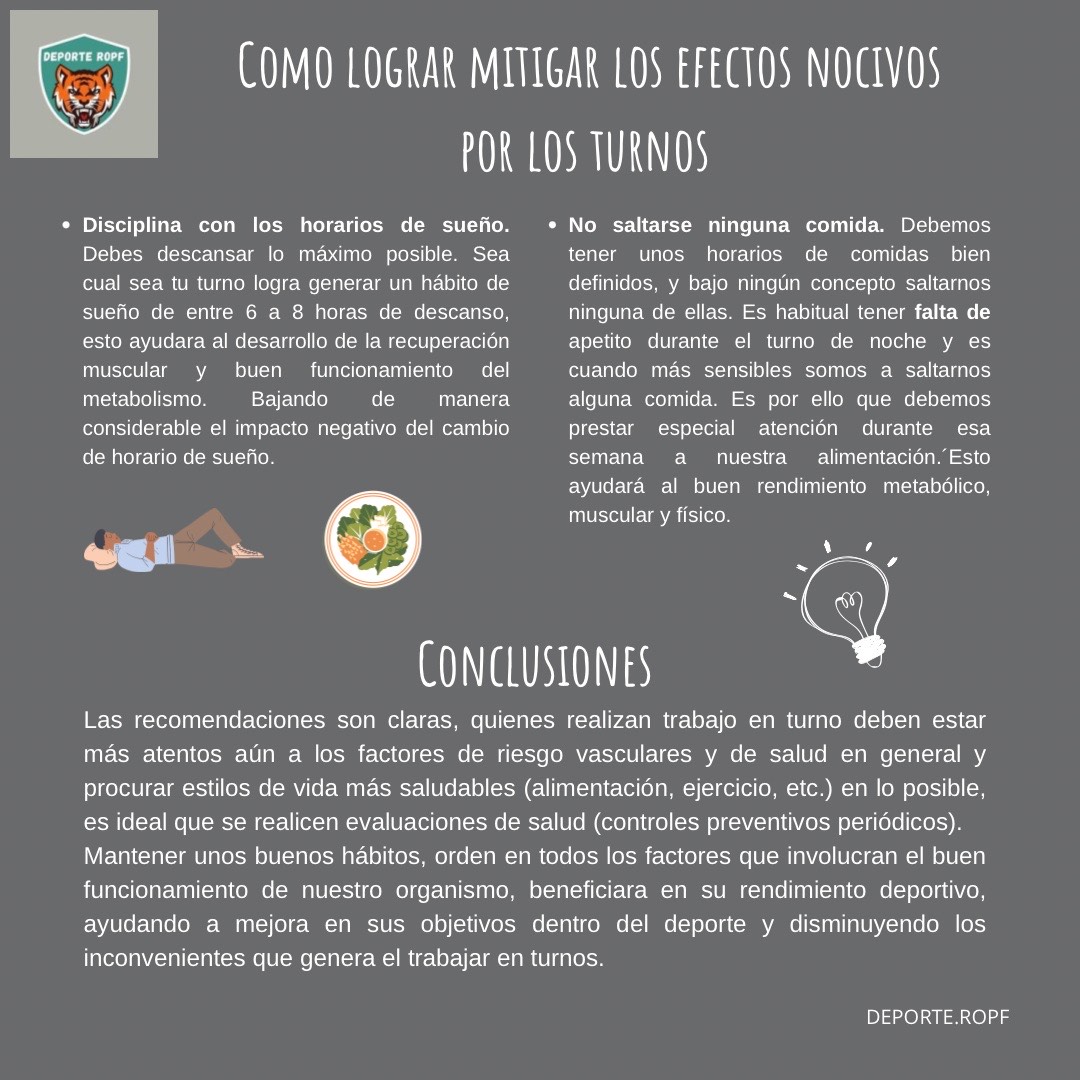 DEPORTE ROPF
Como lograr mitigar los efectos nocivos
por los turnos
• Disciplina con los horarios de sueño.
Debes descansar lo máximo posible. Sea
cual sea tu turno logra generar un hábito de
sueño de entre 6 a 8 horas de descanso,
esto ayudara al desarrollo de la recuperación
muscular y buen funcionamiento del
metabolismo. Bajando de manera
considerable el impacto negativo del cambio
de horario de sueño.
• No saltarse ninguna comida. Debemos
tener unos horarios de comidas bien
definidos, y bajo ningún concepto saltarnos
ninguna de ellas. Es habitual tener falta de
apetito durante el turno de noche y es
cuando más sensibles somos a saltarnos
alguna comida. Es por ello que debemos
prestar especial atención durante esa
semana a nuestra alimentación.´Esto
ayudará al buen rendimiento metabólico,
muscular y físico.
Conclusiones
Las recomendaciones son claras, quienes realizan trabajo en turno deben estar
más atentos aún a los factores de riesgo vasculares y de salud en general y
procurar estilos de vida más saludables (alimentación, ejercicio, etc.) en lo posible,
es ideal que se realicen evaluaciones de salud (controles preventivos periódicos).
Mantener unos buenos hábitos, orden en todos los factores que involucran el buen
funcionamiento de nuestro organismo, beneficiara en su rendimiento deportivo,
ayudando a mejora en sus objetivos dentro del deporte y disminuyendo los
inconvenientes que genera el trabajar en turnos.
DEPORTE.ROPF